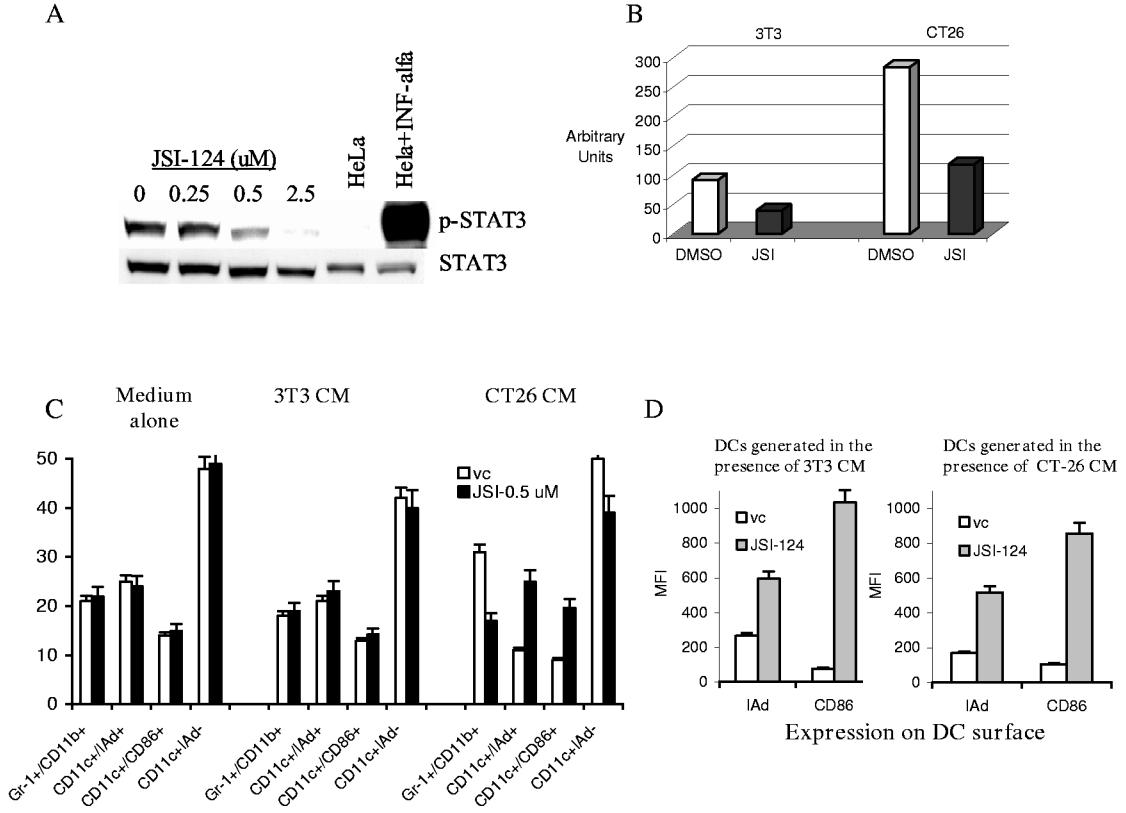 A
JSI-124 (uM)
0 0.25 0.5 2.5
HeLa
Hela+INF-alfa
p-STAT3
STAT3
B
3T3 CT26
Arbitrary
Units
300
250
200
150
100
50
0
DMSO JSI DMSO JSI
C
Medium
alone
3T3 CM
CT26 CM
vc
JSI-0.5 uM
50
40
30
20
10
0
Gr-1+/CD11b+
CD11c+/IAd+
CD11c+/CD86+
CD11c+IAd-
Gr-1+/CD11b+
CD11c+/IAd+
CD11c+/CD86+
CD11c+IAd-
Gr-1+/CD11b+
CD11c+/IAd+
CD11c+/CD86+
CD11c+IAd-
D
DCs generated in the
presence of 3T3 CM
vc
JSI-124
MFI
1000
800
600
400
200
0
IAd CD86
DCs generated in the
presence of CT-26 CM
vc
JSI-124
MFI
1000
800
600
400
200
0
IAd CD86
Expression on DC surface